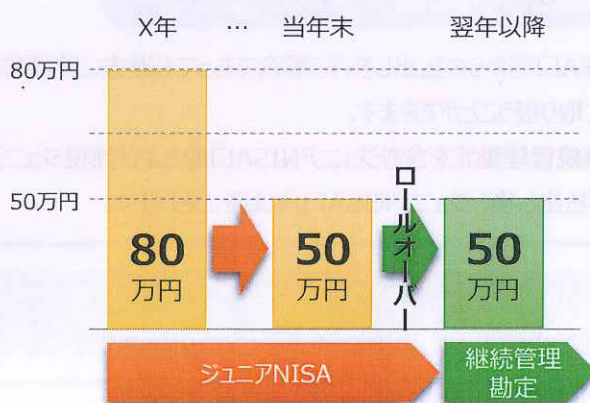 X年 … 当年末 翌年以降
80万円
50万円
80
万円
50
万円
ロールオーバー
50
万円
ジュニアNISA
継続管理
勘定